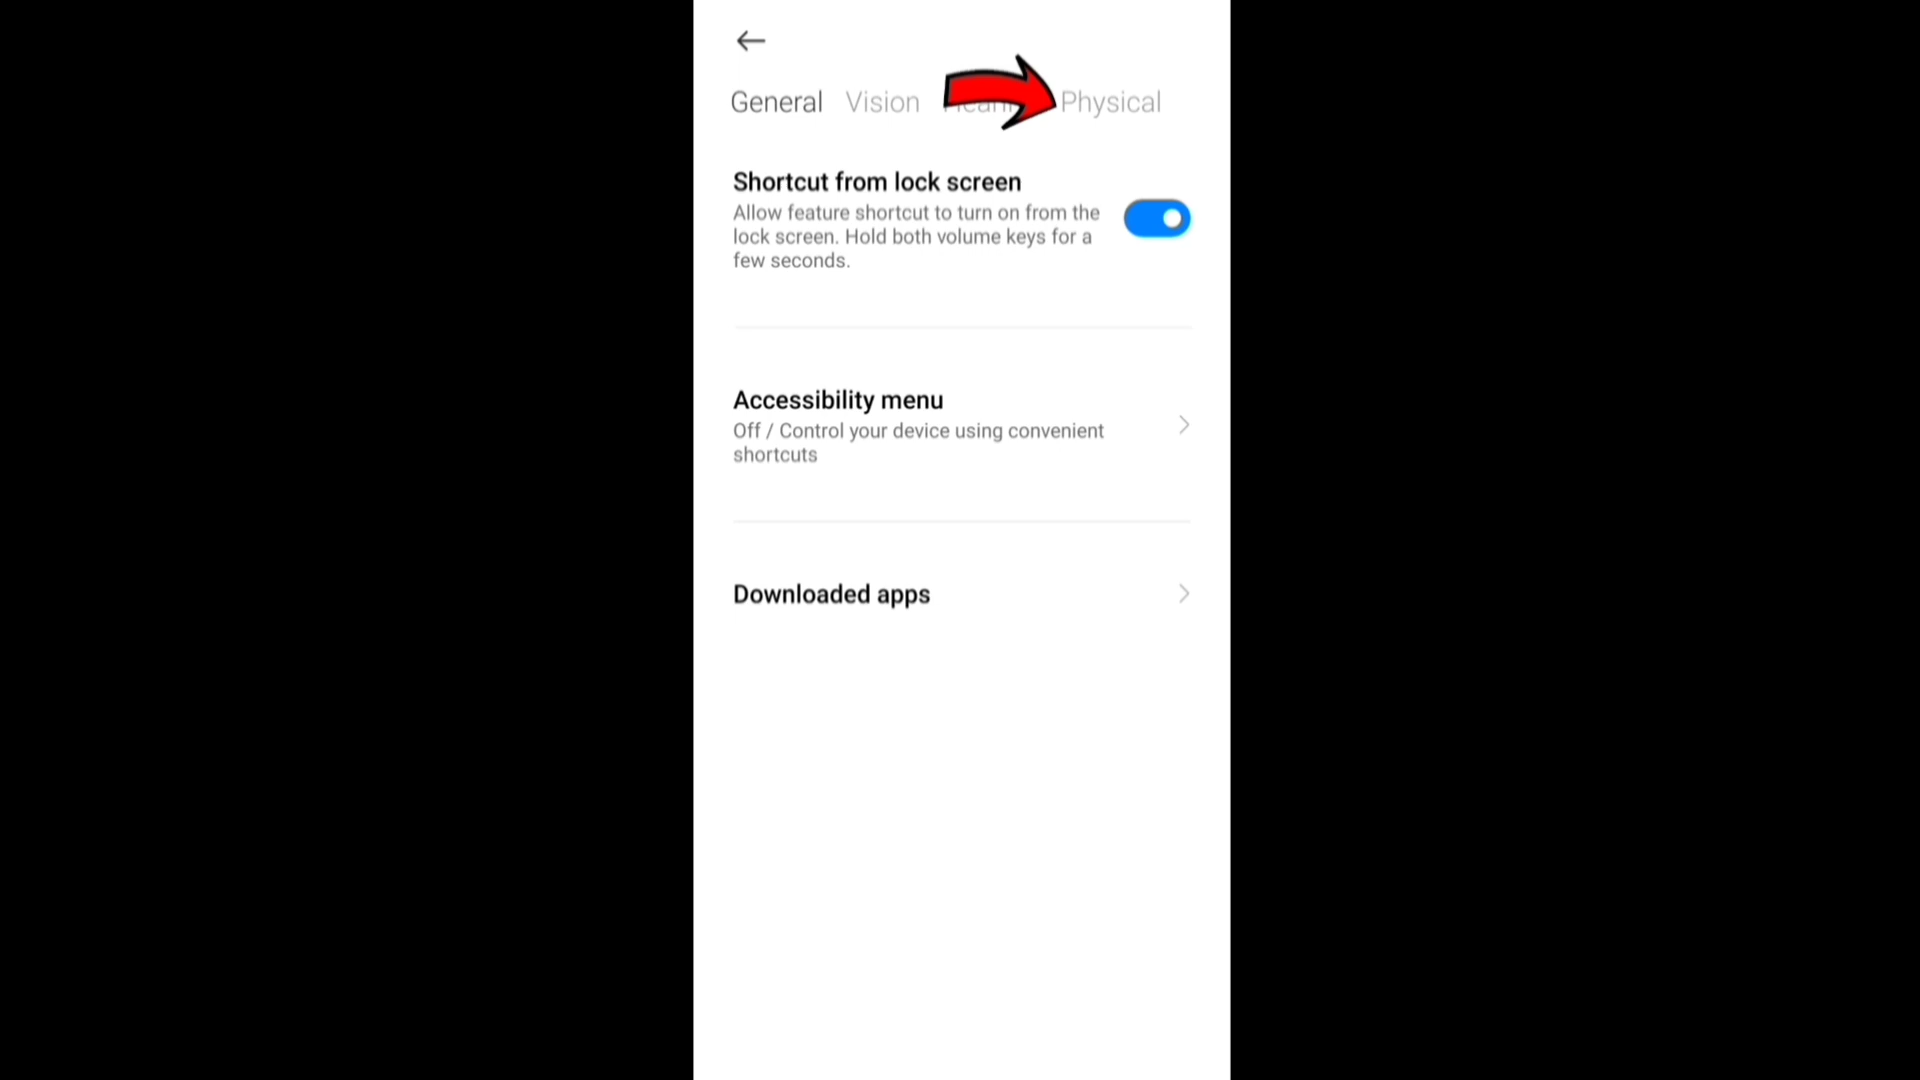 General Vision Physical
Shortcut from lock screen
Allow feature shortcut to turn on from the
lock screen. Hold both volume keys for a
few seconds.
Accessibility menu
Off / Control your device using convenient
shortcuts
Downloaded apps